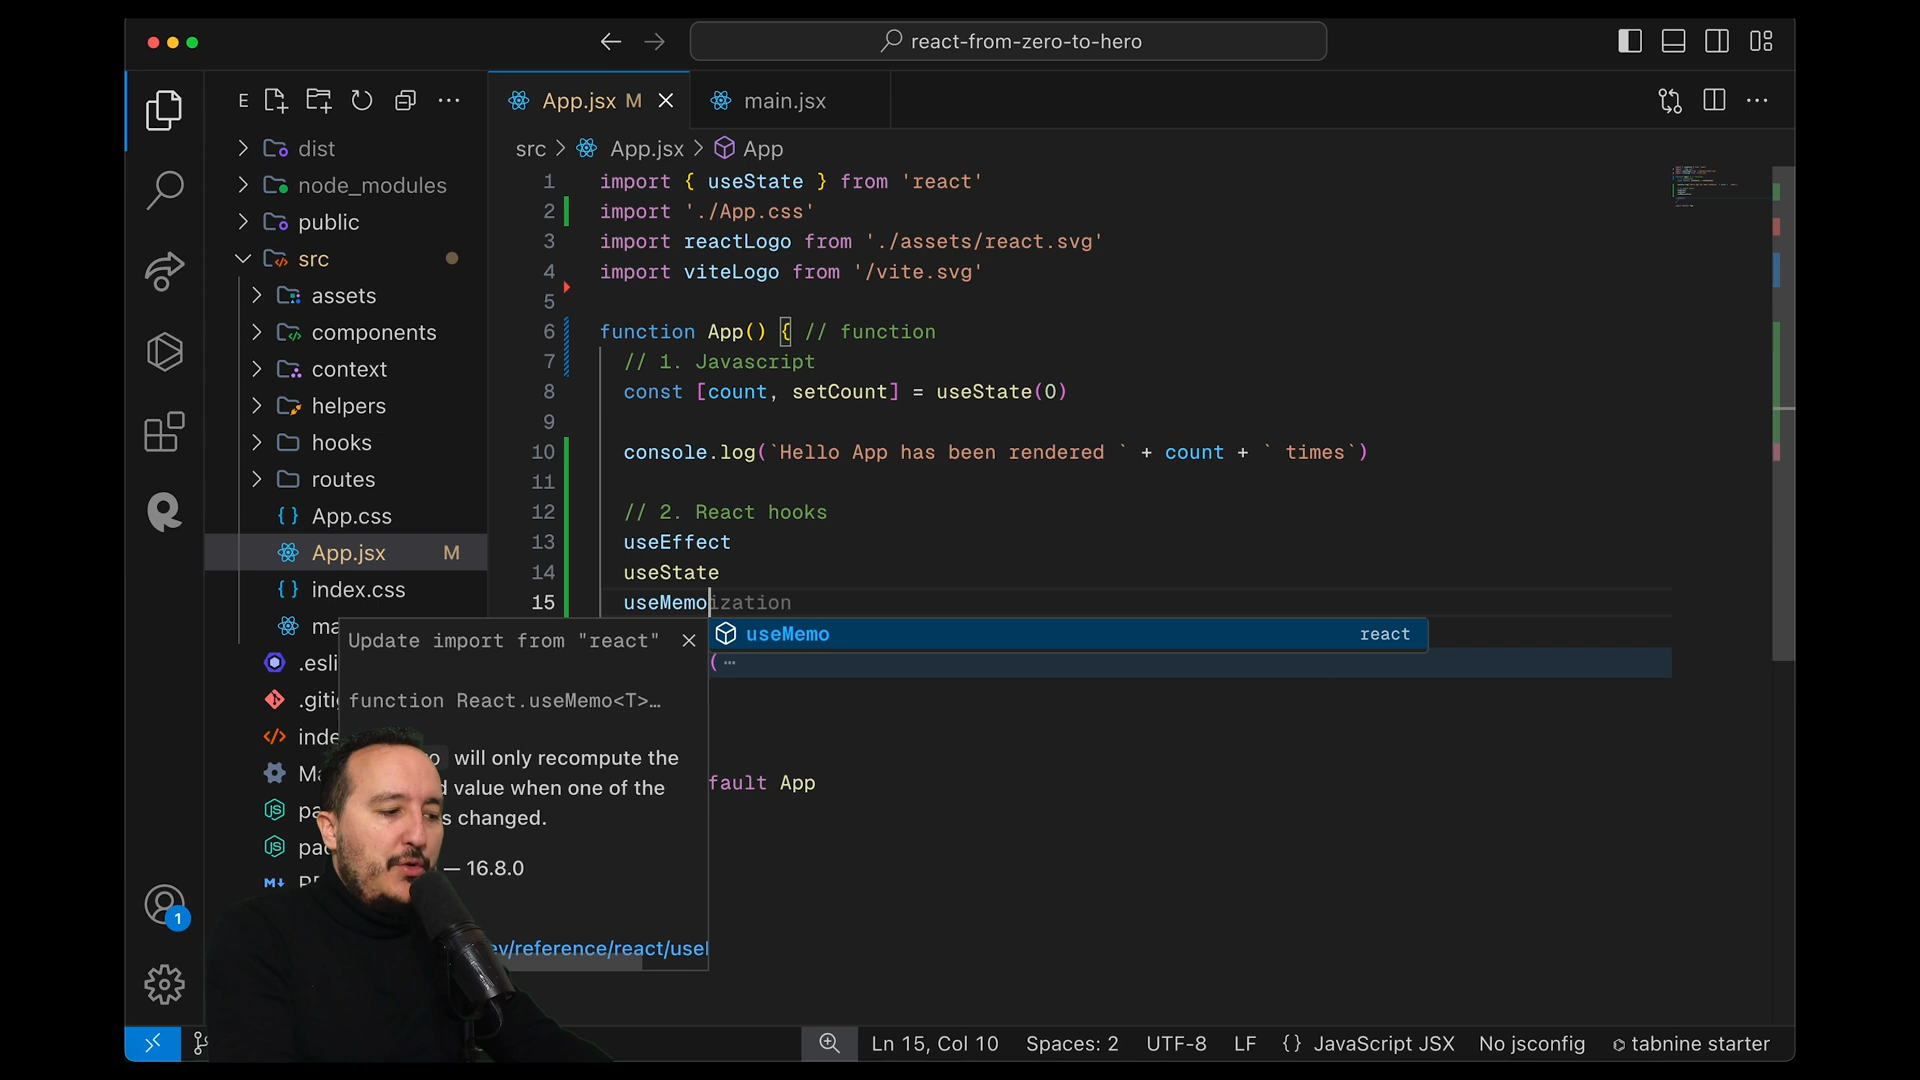 react-from-zero-to-hero
E
App.jsx M
main.jsx
src > App.jsx > App
dist
node_modules
public
src
assets
components
context
helpers
hooks
routes
App.css
App.jsx M
index.css
ma
.esli
.giti
inde
Ma
pa
pac
1 import { useState } from 'react'
2 import './App.css'
3 import reactLogo from './assets/react.svg'
4 import viteLogo from '/vite.svg'
5
6 function App() { // function
7 // 1. Javascript
8 const [count, setCount] = useState(0)
9
10 console.log(`Hello App has been rendered ` + count + ` times`)
11
12 // 2. React hooks
13 useEffect
14 useState
15 useMemoization
useMemo react
( ⋯
Update import from "react"
function React.useMemo<T>…
o will only recompute the
d value when one of the
s changed.
— 16.8.0
ev/reference/react/useI
fault App
1
Ln 15, Col 10 Spaces: 2 UTF-8 LF {} JavaScript JSX No jsconfig tabnine starter